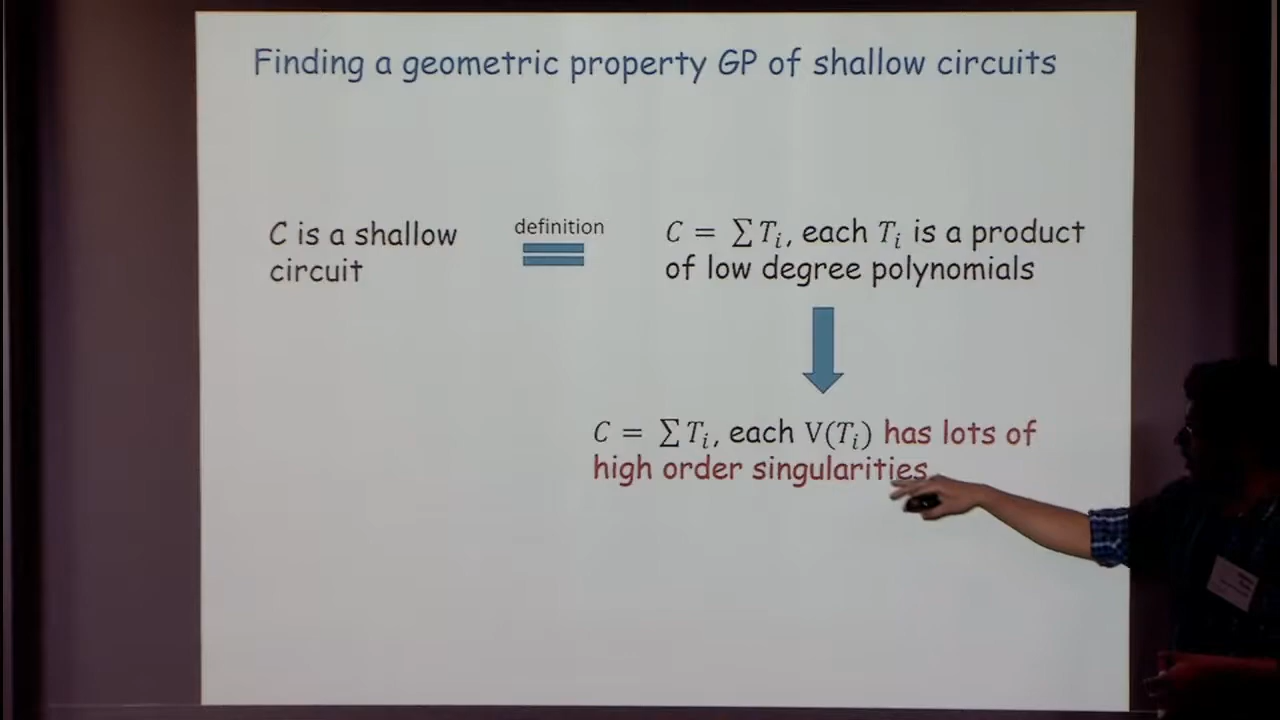 Finding a geometric property GP of shallow circuits
C is a shallow
circuit
definition
C = ∑ Tᵢ, each Tᵢ is a product
of low degree polynomials
C = ∑ Tᵢ, each V(Tᵢ) has lots of
high order singularities